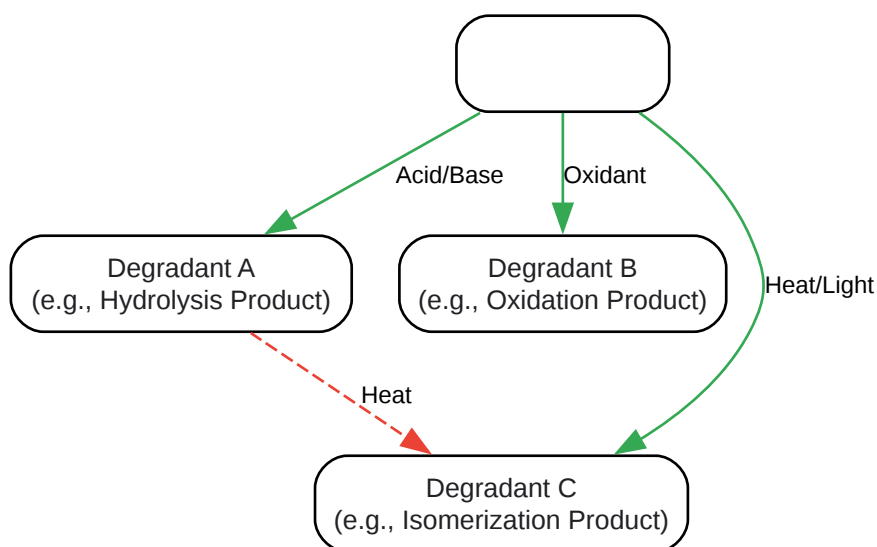 Acid/Base
Oxidant
Degradant A
(e.g., Hydrolysis Product)
Degradant B
(e.g., Oxidation Product)
Heat/Light
Heat
Degradant C
(e.g., Isomerization Product)